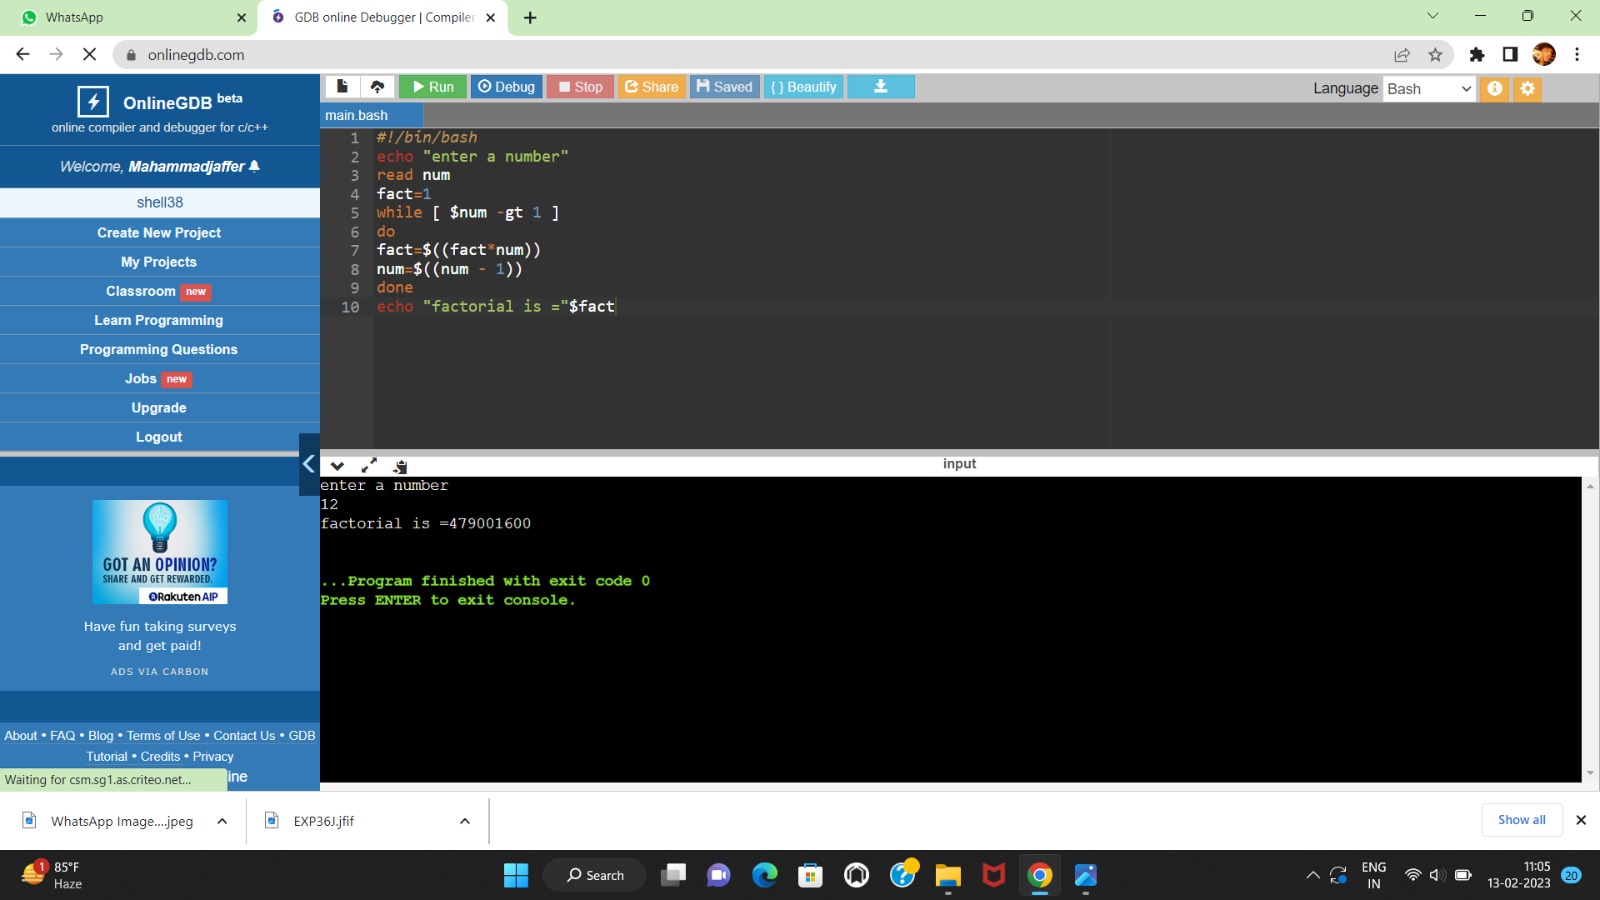 WhatsApp
GDB online Debugger | Compiler
onlinegdb.com
OnlineGDB beta
online compiler and debugger for c/c++
Welcome, Mahammadjaffer
shell38
Create New Project
My Projects
Classroom new
Learn Programming
Programming Questions
Jobs new
Upgrade
Logout
GOT AN OPINION?
SHARE AND GET REWARDED.
Rakuten AIP
Have fun taking surveys
and get paid!
ADS VIA CARBON
About • FAQ • Blog • Terms of Use • Contact Us • GDB
Tutorial • Credits • Privacy
ine
Waiting for csm.sg1.as.criteo.net...
Run Debug Stop Share Saved { } Beautify
Language Bash
main.bash
1 #!/bin/bash
2 echo "enter a number"
3 read num
4 fact=1
5 while [ $num -gt 1 ]
6 do
7 fact=$((fact*num))
8 num=$((num - 1))
9 done
10 echo "factorial is ="$fact
input
enter a number
12
factorial is =479001600
...Program finished with exit code 0
Press ENTER to exit console.
WhatsApp Image....jpeg
EXP36J.jfif
Show all
1
85°F
Haze
Search
ENG
IN
11:05
13-02-2023
20